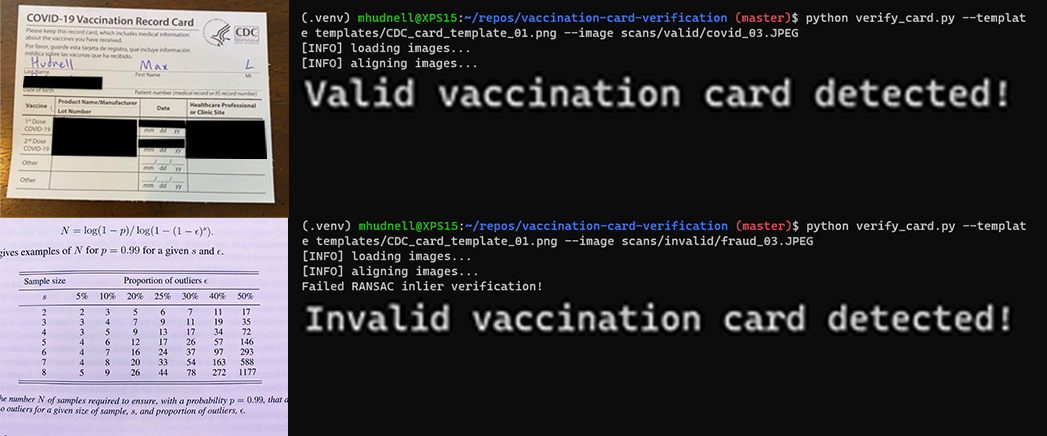 COVID-19 Vaccination Record Card
Please keep this record card, which includes medical information
about the vaccines you have received.
Por favor, guarde esta tarjeta de registro, que incluye información
médica sobre las vacunas que ha recibido.
CDC
Hudnell Max L
Last Name First Name MI
Date of birth Patient number (medical record or IIS record number)
Vaccine Product Name/Manufacturer Date Healthcare Professional
Lot Number or Clinic Site
1st Dose
COVID-19
mm dd yy
2nd Dose
COVID-19
mm dd yy
Other
mm dd yy
Other
mm dd yy
(.venv) mhudnell@XPS15:~/repos/vaccination-card-verification (master)$ python verify_card.py --templat
e templates/CDC_card_template_01.png --image scans/valid/covid_03.JPEG
[INFO] loading images...
[INFO] aligning images...
Valid vaccination card detected!
N = log(1 − p)/ log(1 − (1 − ϵ)ˢ).
gives examples of N for p = 0.99 for a given s and ϵ.
Sample size Proportion of outliers ϵ
s 5% 10% 20% 25% 30% 40% 50%
2 2 3 5 6 7 11 17
3 3 4 7 9 11 19 35
4 3 5 9 13 17 34 72
5 4 6 12 17 26 57 146
6 4 7 16 24 37 97 293
7 4 8 20 33 54 163 588
8 5 9 26 44 78 272 1177
he number N of samples required to ensure, with a probability p = 0.99, that
o outliers for a given size of sample, s, and proportion of outliers, ϵ.
(.venv) mhudnell@XPS15:~/repos/vaccination-card-verification (master)$ python verify_card.py --templat
e templates/CDC_card_template_01.png --image scans/invalid/fraud_03.JPEG
[INFO] loading images...
[INFO] aligning images...
Failed RANSAC inlier verification!
Invalid vaccination card detected!